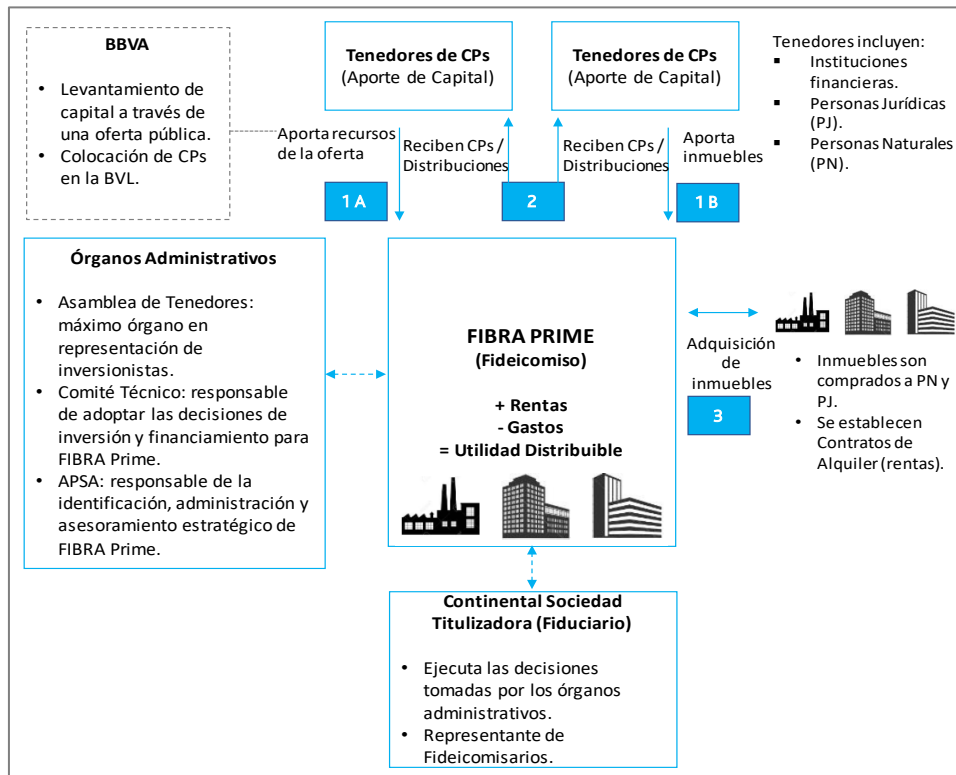 BBVA
• Levantamiento de
capital a través de
una oferta pública.
• Colocación de CPs
en la BVL.
Tenedores de CPs
(Aporte de Capital)
Tenedores de CPs
(Aporte de Capital)
Tenedores incluyen:
▪ Instituciones
financieras.
▪ Personas Jurídicas
(PJ).
▪ Personas Naturales
(PN).
Aporta recursos
de la oferta
Reciben CPs /
Distribuciones
Reciben CPs /
Distribuciones
Aporta
inmuebles
1 A
2
1 B
Órganos Administrativos
• Asamblea de Tenedores:
máximo órgano en
representación de
inversionistas.
• Comité Técnico: responsable
de adoptar las decisiones de
inversión y financiamiento para
FIBRA Prime.
• APSA: responsable de la
identificación, administración y
asesoramiento estratégico de
FIBRA Prime.
FIBRA PRIME
(Fideicomiso)
+ Rentas
- Gastos
= Utilidad Distribuible
Adquisición
de
inmuebles
3
• Inmuebles son
comprados a PN y
PJ.
• Se establecen
Contratos de
Alquiler (rentas).
Continental Sociedad
Titulizadora (Fiduciario)
• Ejecuta las decisiones
tomadas por los órganos
administrativos.
• Representante de
Fideicomisarios.